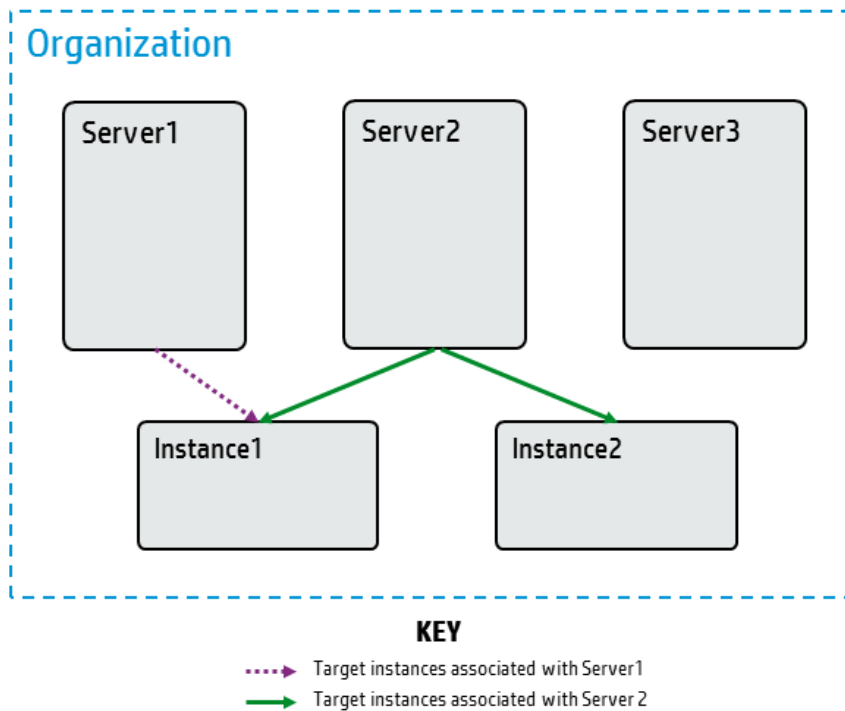 Organization
Server1
Server2
Server3
Instance1
Instance2
KEY
Target instances associated with Server1
Target instances associated with Server 2